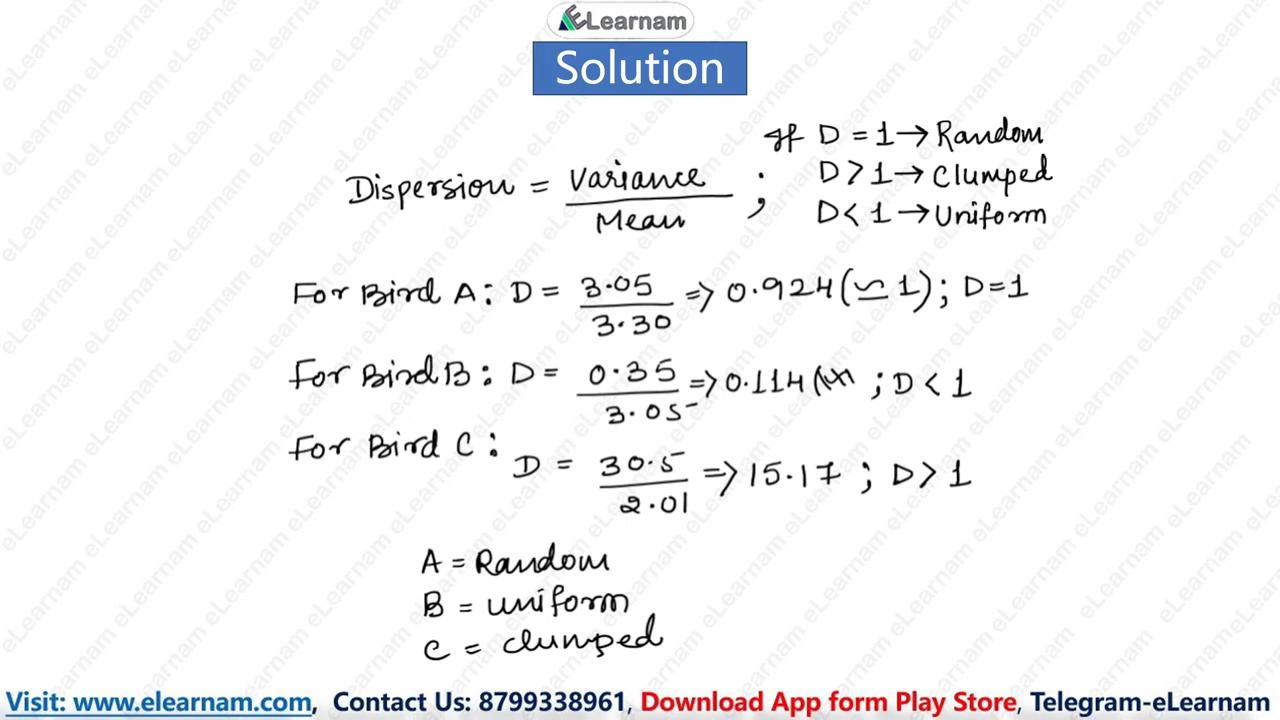 ELearnam
Solution
Dispersion = Variance / Mean ; If D = 1 → Random
D > 1 → Clumped
D < 1 → Uniform
For Bird A : D = 3.05 / 3.30 => 0.924 (≃ 1) ; D = 1
For Bird B : D = 0.35 / 3.05 => 0.114 ; D < 1
For Bird C : D = 30.5 / 2.01 => 15.17 ; D > 1
A = Random
B = uniform
C = clumped
Visit: www.elearnam.com, Contact Us: 8799338961, Download App form Play Store, Telegram-eLearnam